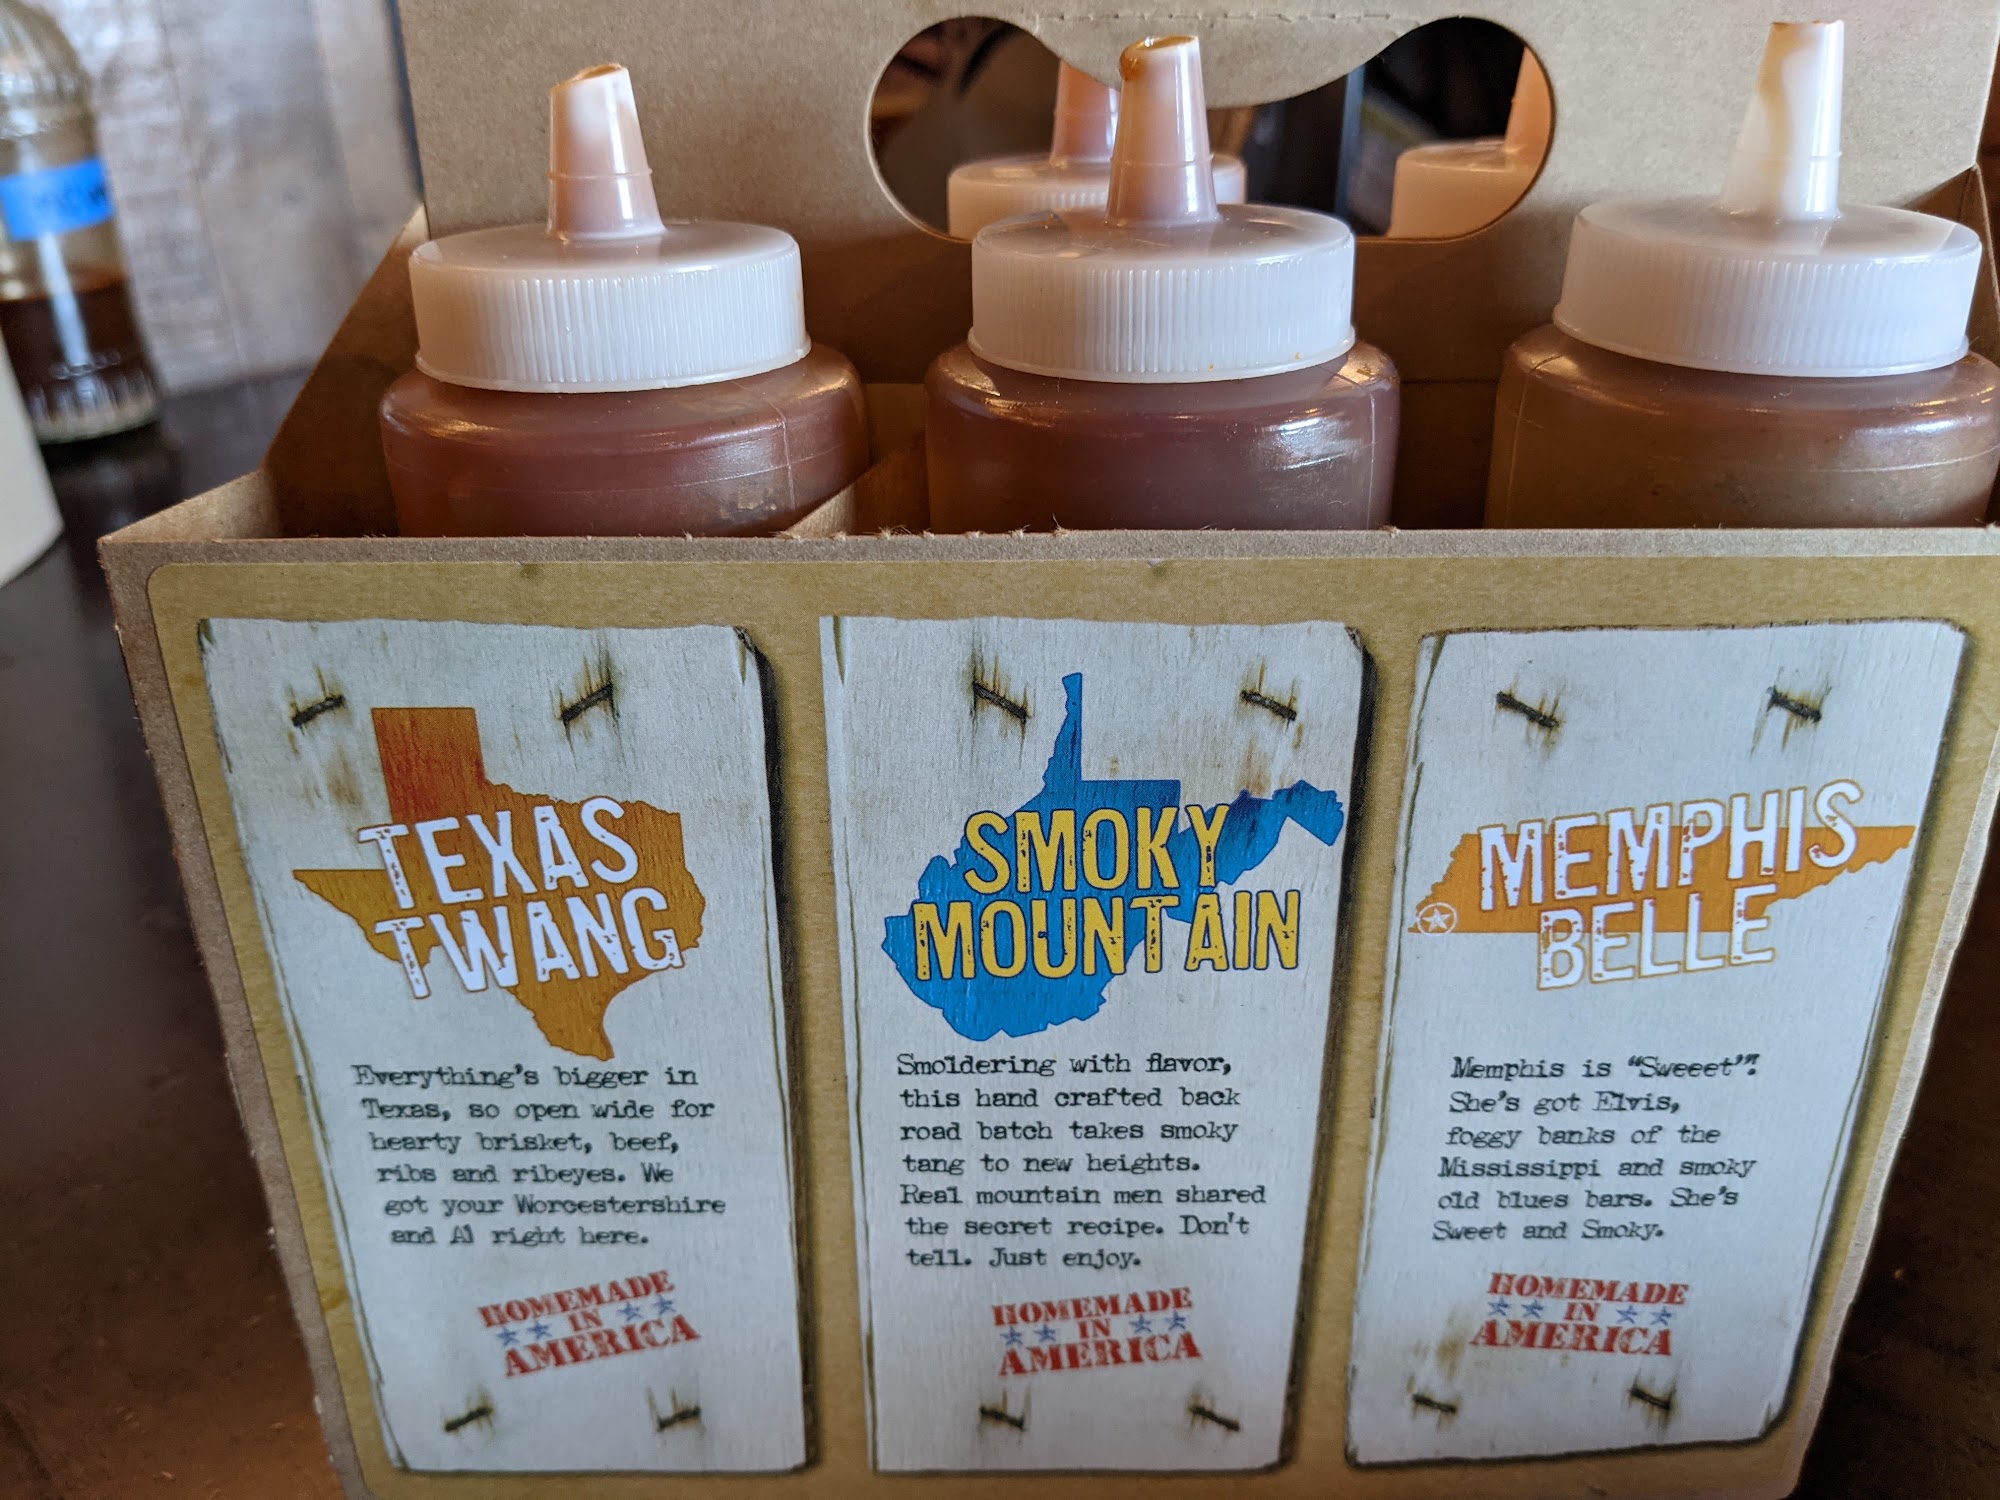 TEXAS
TWANG
Everything's bigger in
Texas, so open wide for
hearty brisket, beef,
ribs and ribeyes. We
got your Worcestershire
and A1 right here.
HOMEMADE
IN
AMERICA
SMOKY
MOUNTAIN
Smoldering with flavor,
this hand crafted back
road batch takes smoky
tang to new heights.
Real mountain men shared
the secret recipe. Don't
tell. Just enjoy.
HOMEMADE
IN
AMERICA
MEMPHIS
BELLE
Memphis is "Sweeet"!
She's got Elvis,
foggy banks of the
Mississippi and smoky
old blues bars. She's
Sweet and Smoky.
HOMEMADE
IN
AMERICA